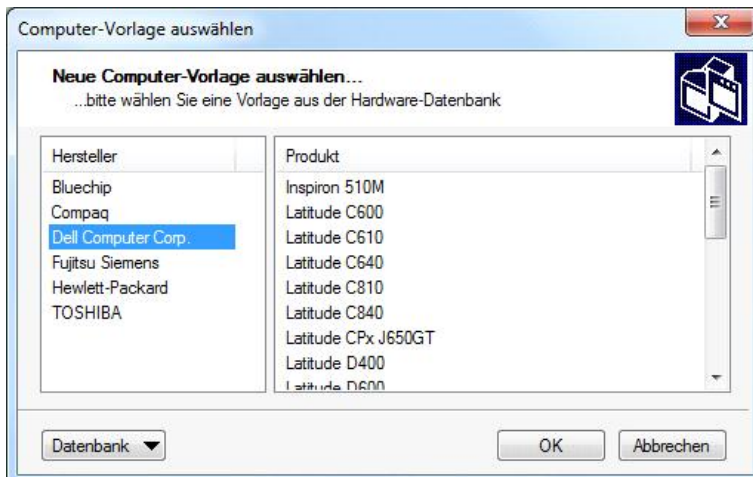 Computer-Vorlage auswählen
Neue Computer-Vorlage auswählen...
...bitte wählen Sie eine Vorlage aus der Hardware-Datenbank
Hersteller
Bluechip
Compaq
Dell Computer Corp.
Fujitsu Siemens
Hewlett-Packard
TOSHIBA
Produkt
Inspiron 510M
Latitude C600
Latitude C610
Latitude C640
Latitude C810
Latitude C840
Latitude CPx J650GT
Latitude D400
Latitude D600
Datenbank
OK
Abbrechen